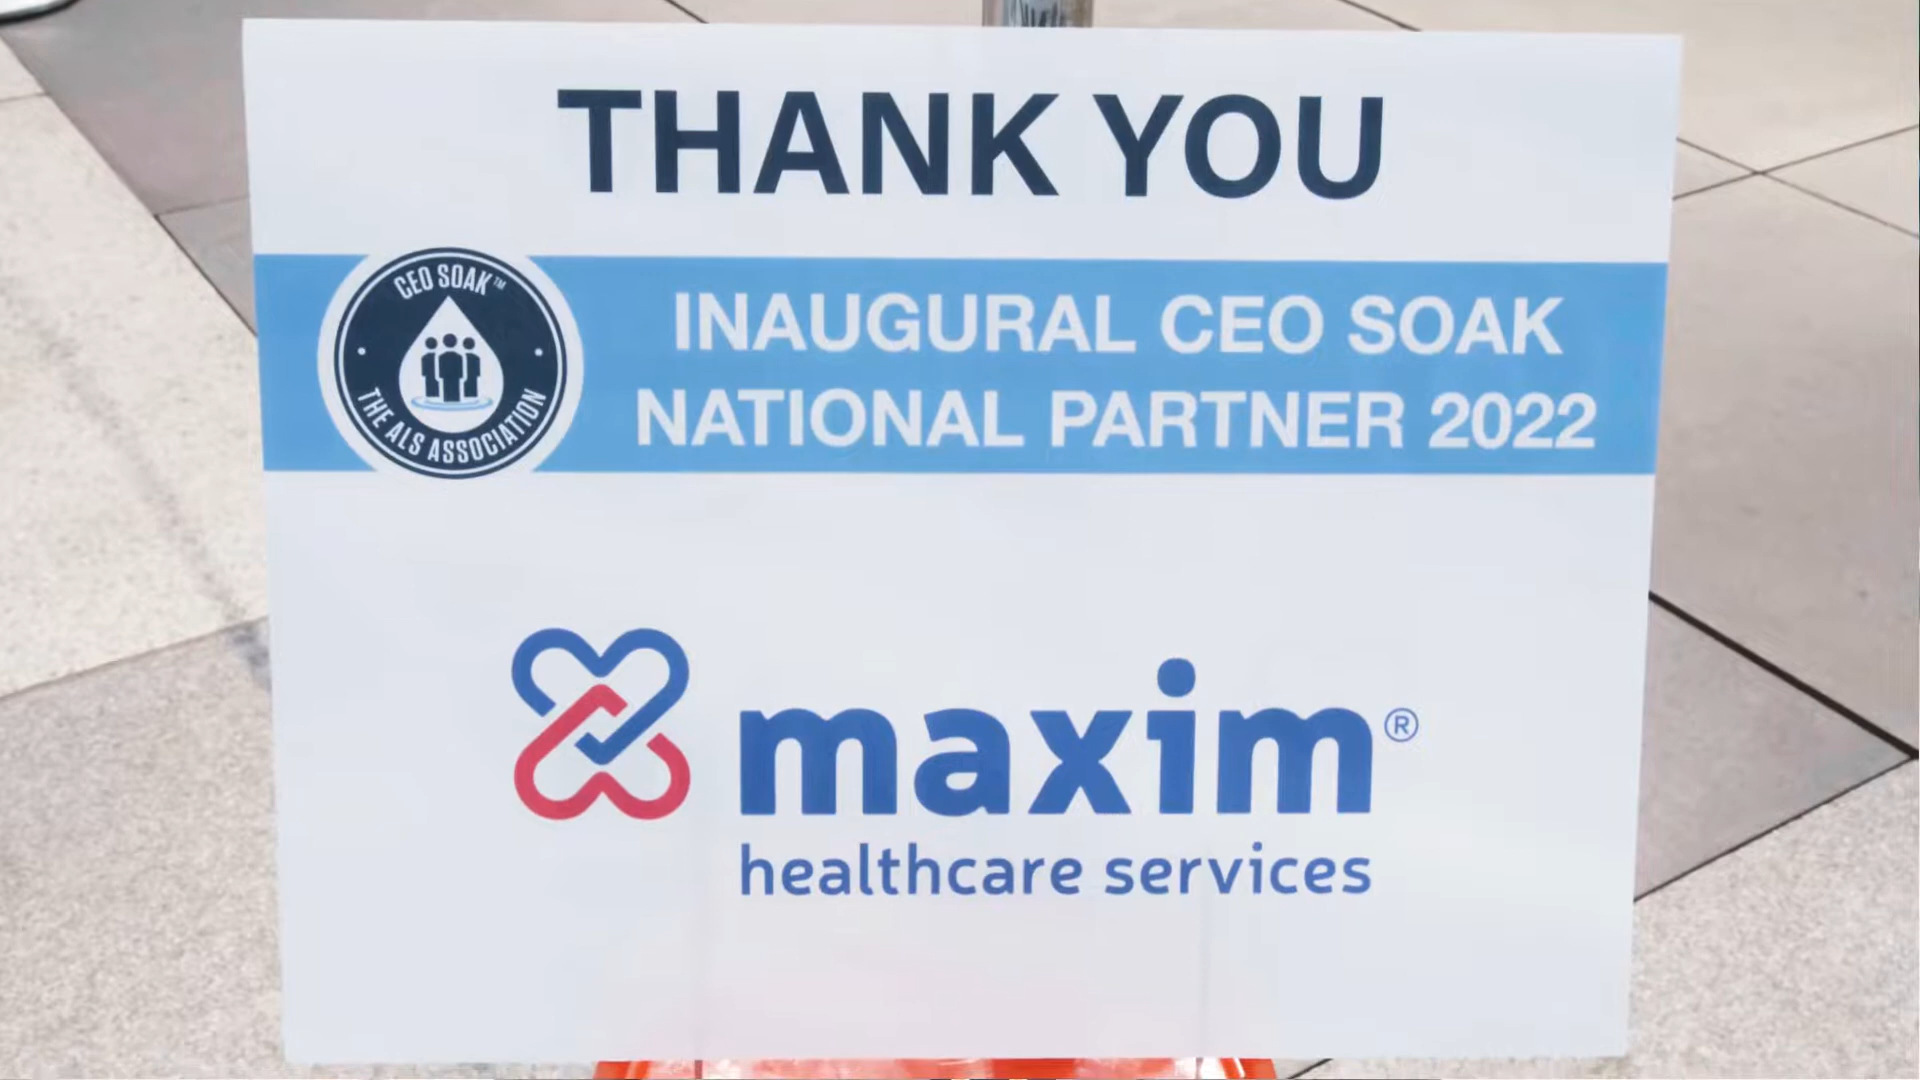 THANK YOU
CEO SOAK™
THE ALS ASSOCIATION
INAUGURAL CEO SOAK
NATIONAL PARTNER 2022
maxim®
healthcare services